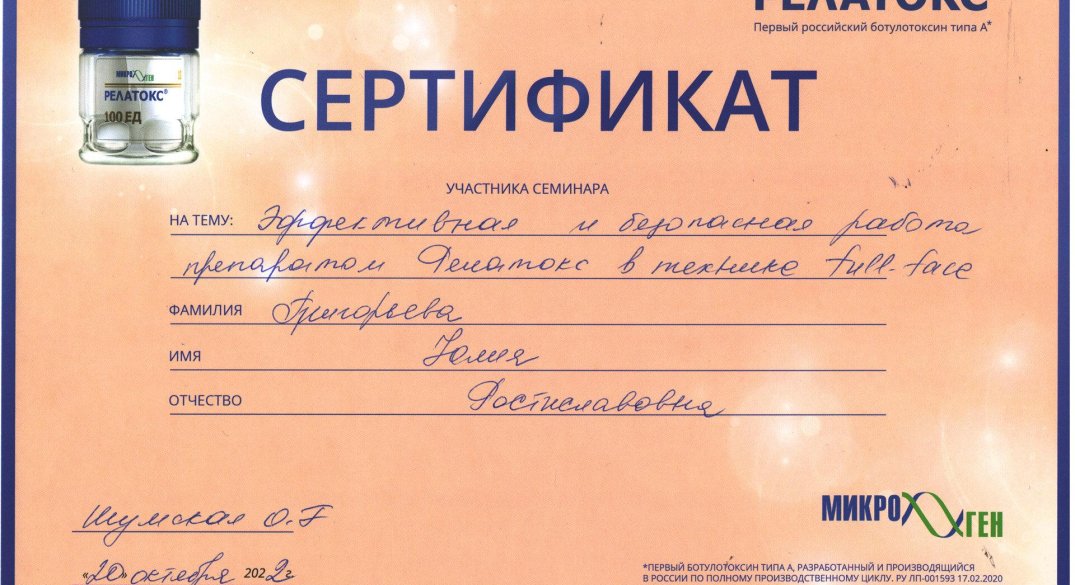 РЕЛАТОКС
Первый российский ботулотоксин типа А*
МИКРОГЕН
РЕЛАТОКС®
100 ЕД
СЕРТИФИКАТ
УЧАСТНИКА СЕМИНАРА
НА ТЕМУ: Эффективная и безопасная работа
препаратом Релатокс в технике full-face
ФАМИЛИЯ Григорьева
ИМЯ Юлия
ОТЧЕСТВО Ростиславовна
Шумская О.Г
«20» октября 2022г
МИКРОГЕН
*ПЕРВЫЙ БОТУЛОТОКСИН ТИПА А, РАЗРАБОТАННЫЙ И ПРОИЗВОДЯЩИЙСЯ
В РОССИИ ПО ПОЛНОМУ ПРОИЗВОДСТВЕННОМУ ЦИКЛУ. РУ ЛП-001593 17.02.2020